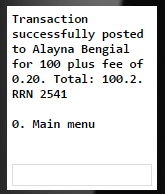 Transaction
successfully posted
to Alayna Bengial
for 100 plus fee of
0.20. Total: 100.2.
RRN 2541
0. Main menu